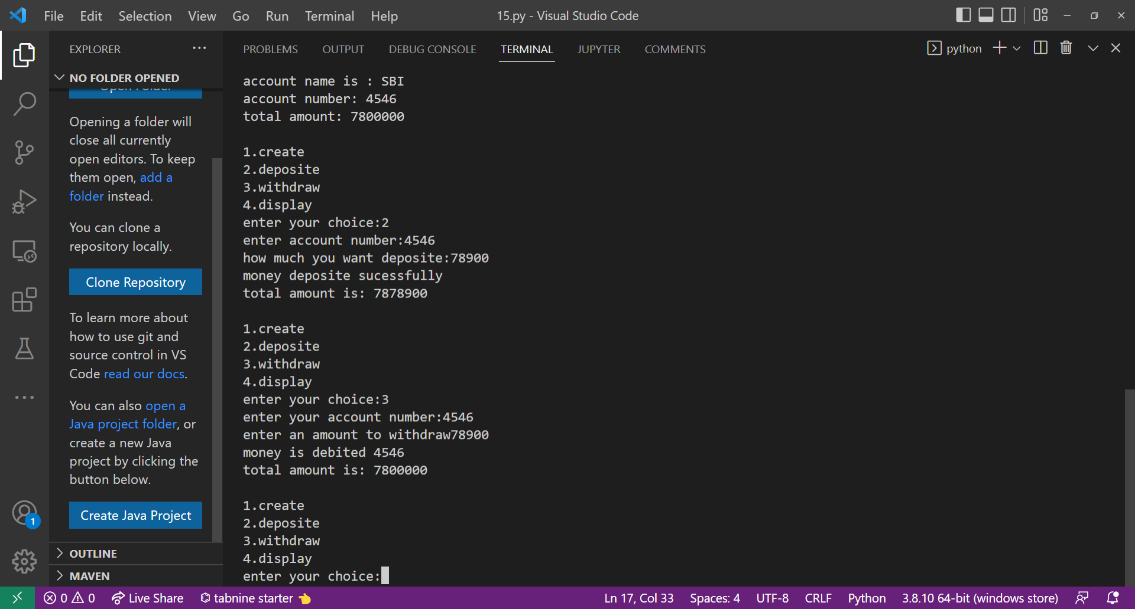 File Edit Selection View Go Run Terminal Help 15.py - Visual Studio Code
EXPLORER
NO FOLDER OPENED
Opening a folder will
close all currently
open editors. To keep
them open, add a
folder instead.
You can clone a
repository locally.
Clone Repository
To learn more about
how to use git and
source control in VS
Code read our docs.
You can also open a
Java project folder, or
create a new Java
project by clicking the
button below.
Create Java Project
OUTLINE
MAVEN
1
PROBLEMS OUTPUT DEBUG CONSOLE TERMINAL JUPYTER COMMENTS python
account name is : SBI
account number: 4546
total amount: 7800000
1.create
2.deposite
3.withdraw
4.display
enter your choice:2
enter account number:4546
how much you want deposite:78900
money deposite sucessfully
total amount is: 7878900
1.create
2.deposite
3.withdraw
4.display
enter your choice:3
enter your account number:4546
enter an amount to withdraw78900
money is debited 4546
total amount is: 7800000
1.create
2.deposite
3.withdraw
4.display
enter your choice:
0 0 Live Share tabnine starter Ln 17, Col 33 Spaces: 4 UTF-8 CRLF Python 3.8.10 64-bit (windows store)